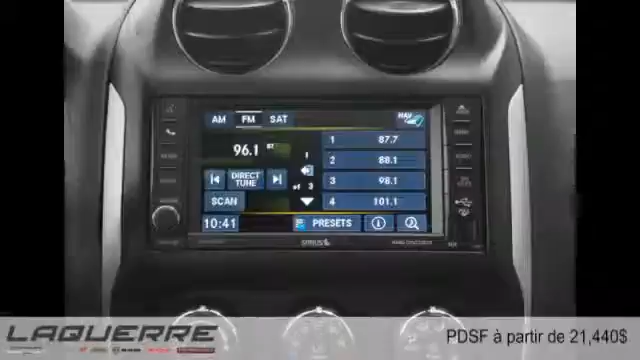 AM FM SAT NAV
96.1 ST
1 87.7
2 88.1
3 98.1
4 101.1
DIRECT TUNE
1 of 3
SCAN
10:41 PRESETS
SIRIUS
LAQUERRE
PDSF à partir de 21,440$